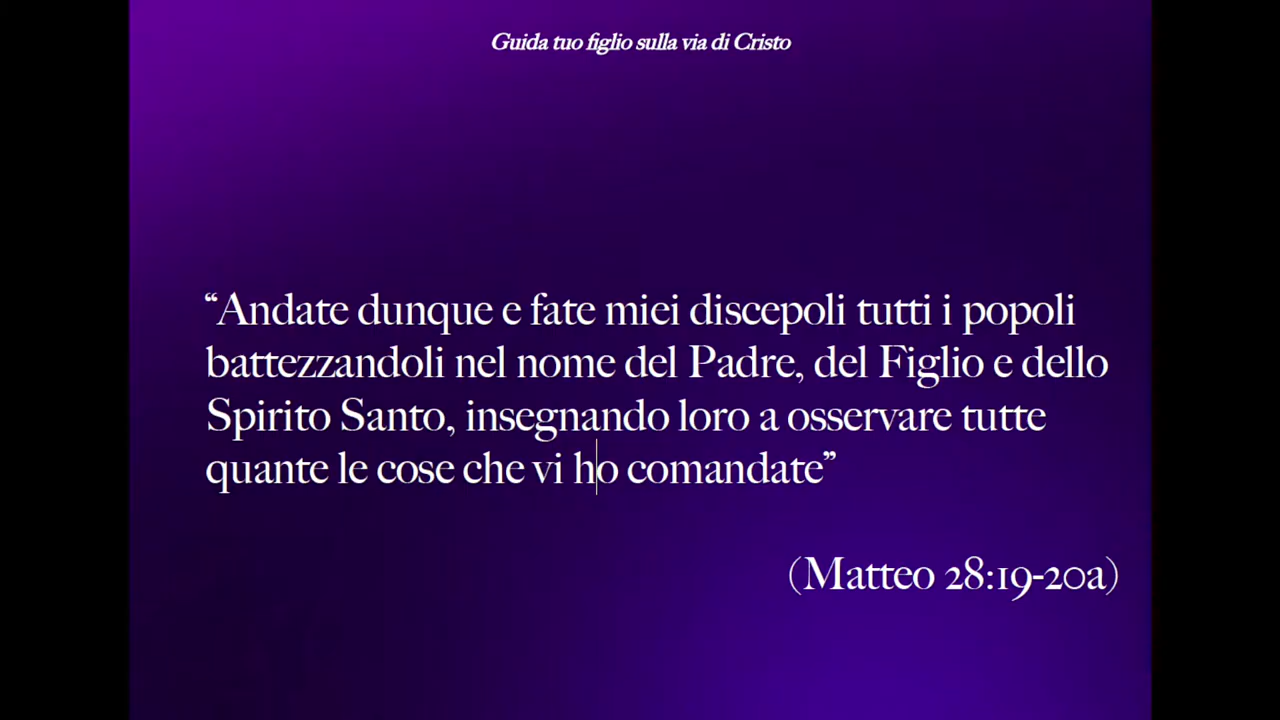 Guida tuo figlio sulla via di Cristo
“Andate dunque e fate miei discepoli tutti i popoli
battezzandoli nel nome del Padre, del Figlio e dello
Spirito Santo, insegnando loro a osservare tutte
quante le cose che vi ho comandate”
(Matteo 28:19-20a)